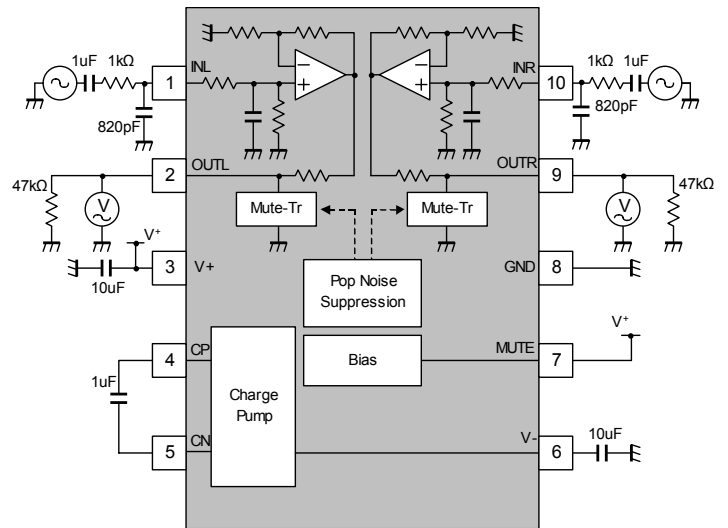 1uF 1kΩ
1 INL
− +
− +
INR 10
1kΩ 1uF
820pF
820pF
2 OUTL
OUTR 9
47kΩ
V
Mute-Tr
Mute-Tr
V
47kΩ
V+
3 V+
10uF
Pop Noise
Suppression
GND 8
4 CP
1uF
5 CN
Charge
Pump
Bias
MUTE 7
V+
V- 6
10uF